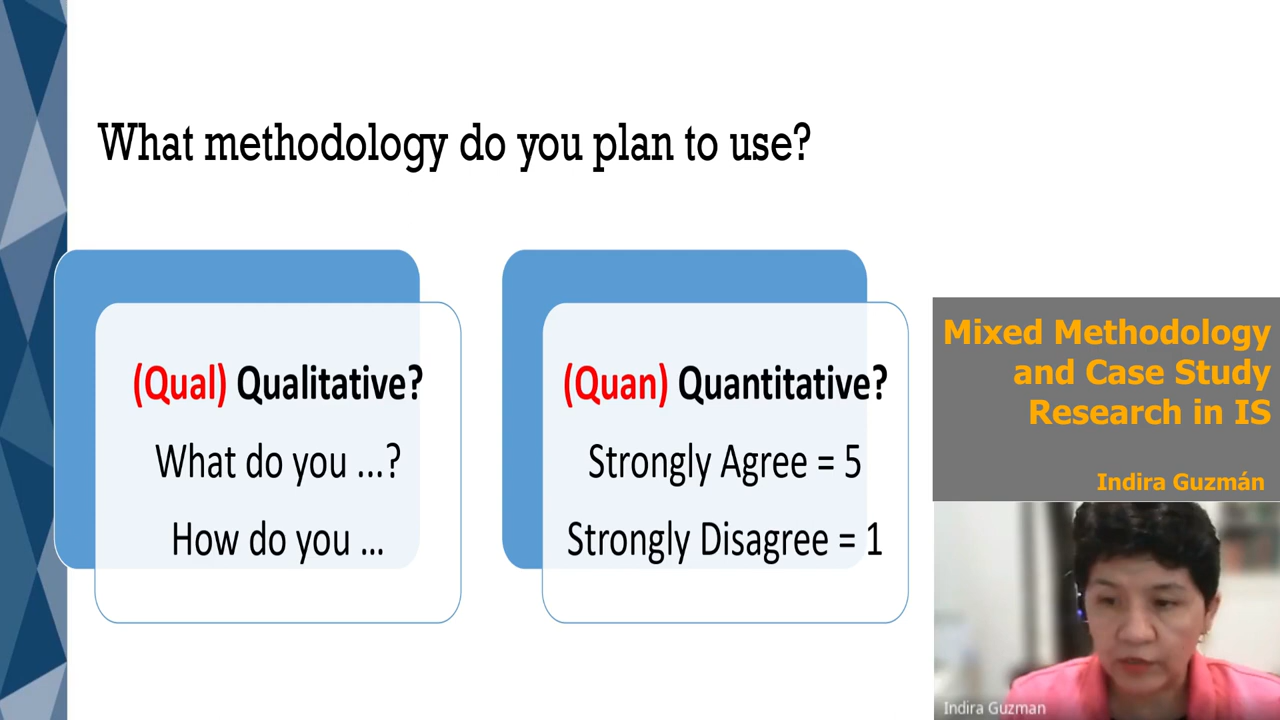 What methodology do you plan to use?
(Qual) Qualitative?
What do you ...?
How do you ...
(Quan) Quantitative?
Strongly Agree = 5
Strongly Disagree = 1
Mixed Methodology
and Case Study
Research in IS
Indira Guzmán
Indira Guzman